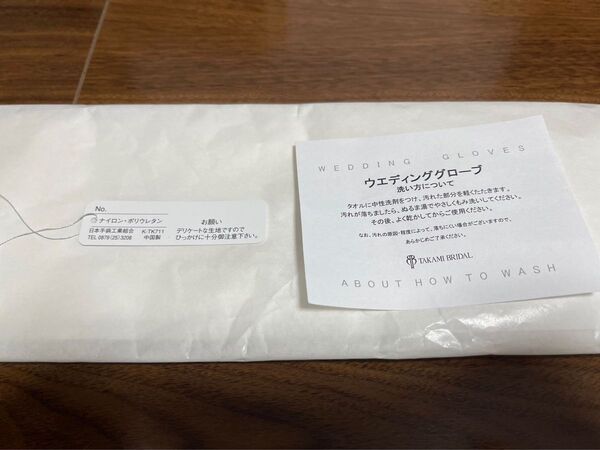 No.
ナイロン・ポリウレタン
日本手袋工業組合 K-TK711
TEL 0879(25)3208 中国製
お願い
デリケートな生地ですので
ひっかけに十分御注意下さい。
WEDDING GLOVES
ウエディンググローブ
洗い方について
タオルに中性洗剤をつけ、汚れた部分を軽くたたきます。
汚れが落ちましたら、ぬるま湯でやさしくもみ洗いしてください。
その後、よく乾かしてからご使用ください。
なお、汚れの原因・程度によって、落ちにくい場合がございますので、
あらかじめご了承ください。
TAKAMI BRIDAL
ABOUT HOW TO WASH